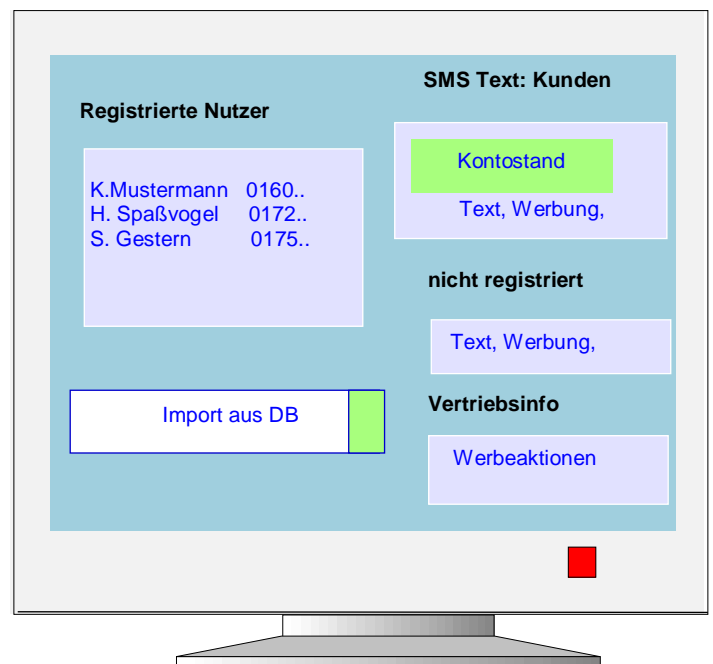 Registrierte Nutzer
K.Mustermann 0160..
H. Spaßvogel 0172..
S. Gestern 0175..
Import aus DB
SMS Text: Kunden
Kontostand
Text, Werbung,
nicht registriert
Text, Werbung,
Vertriebsinfo
Werbeaktionen